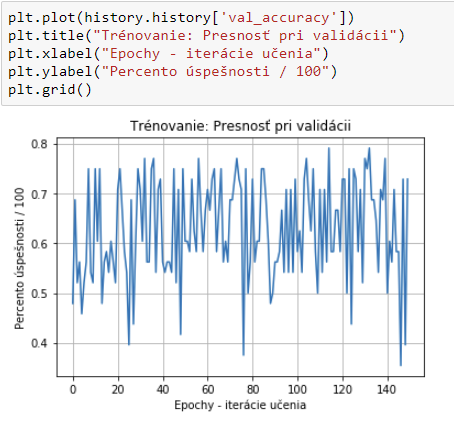 plt.plot(history.history['val_accuracy'])
plt.title("Trénovanie: Presnosť pri validácii")
plt.xlabel("Epochy - iterácie učenia")
plt.ylabel("Percento úspešnosti / 100")
plt.grid()
Trénovanie: Presnosť pri validácii
Percento úspešnosti / 100
0.8
0.7
0.6
0.5
0.4
0 20 40 60 80 100 120 140
Epochy - iterácie učenia